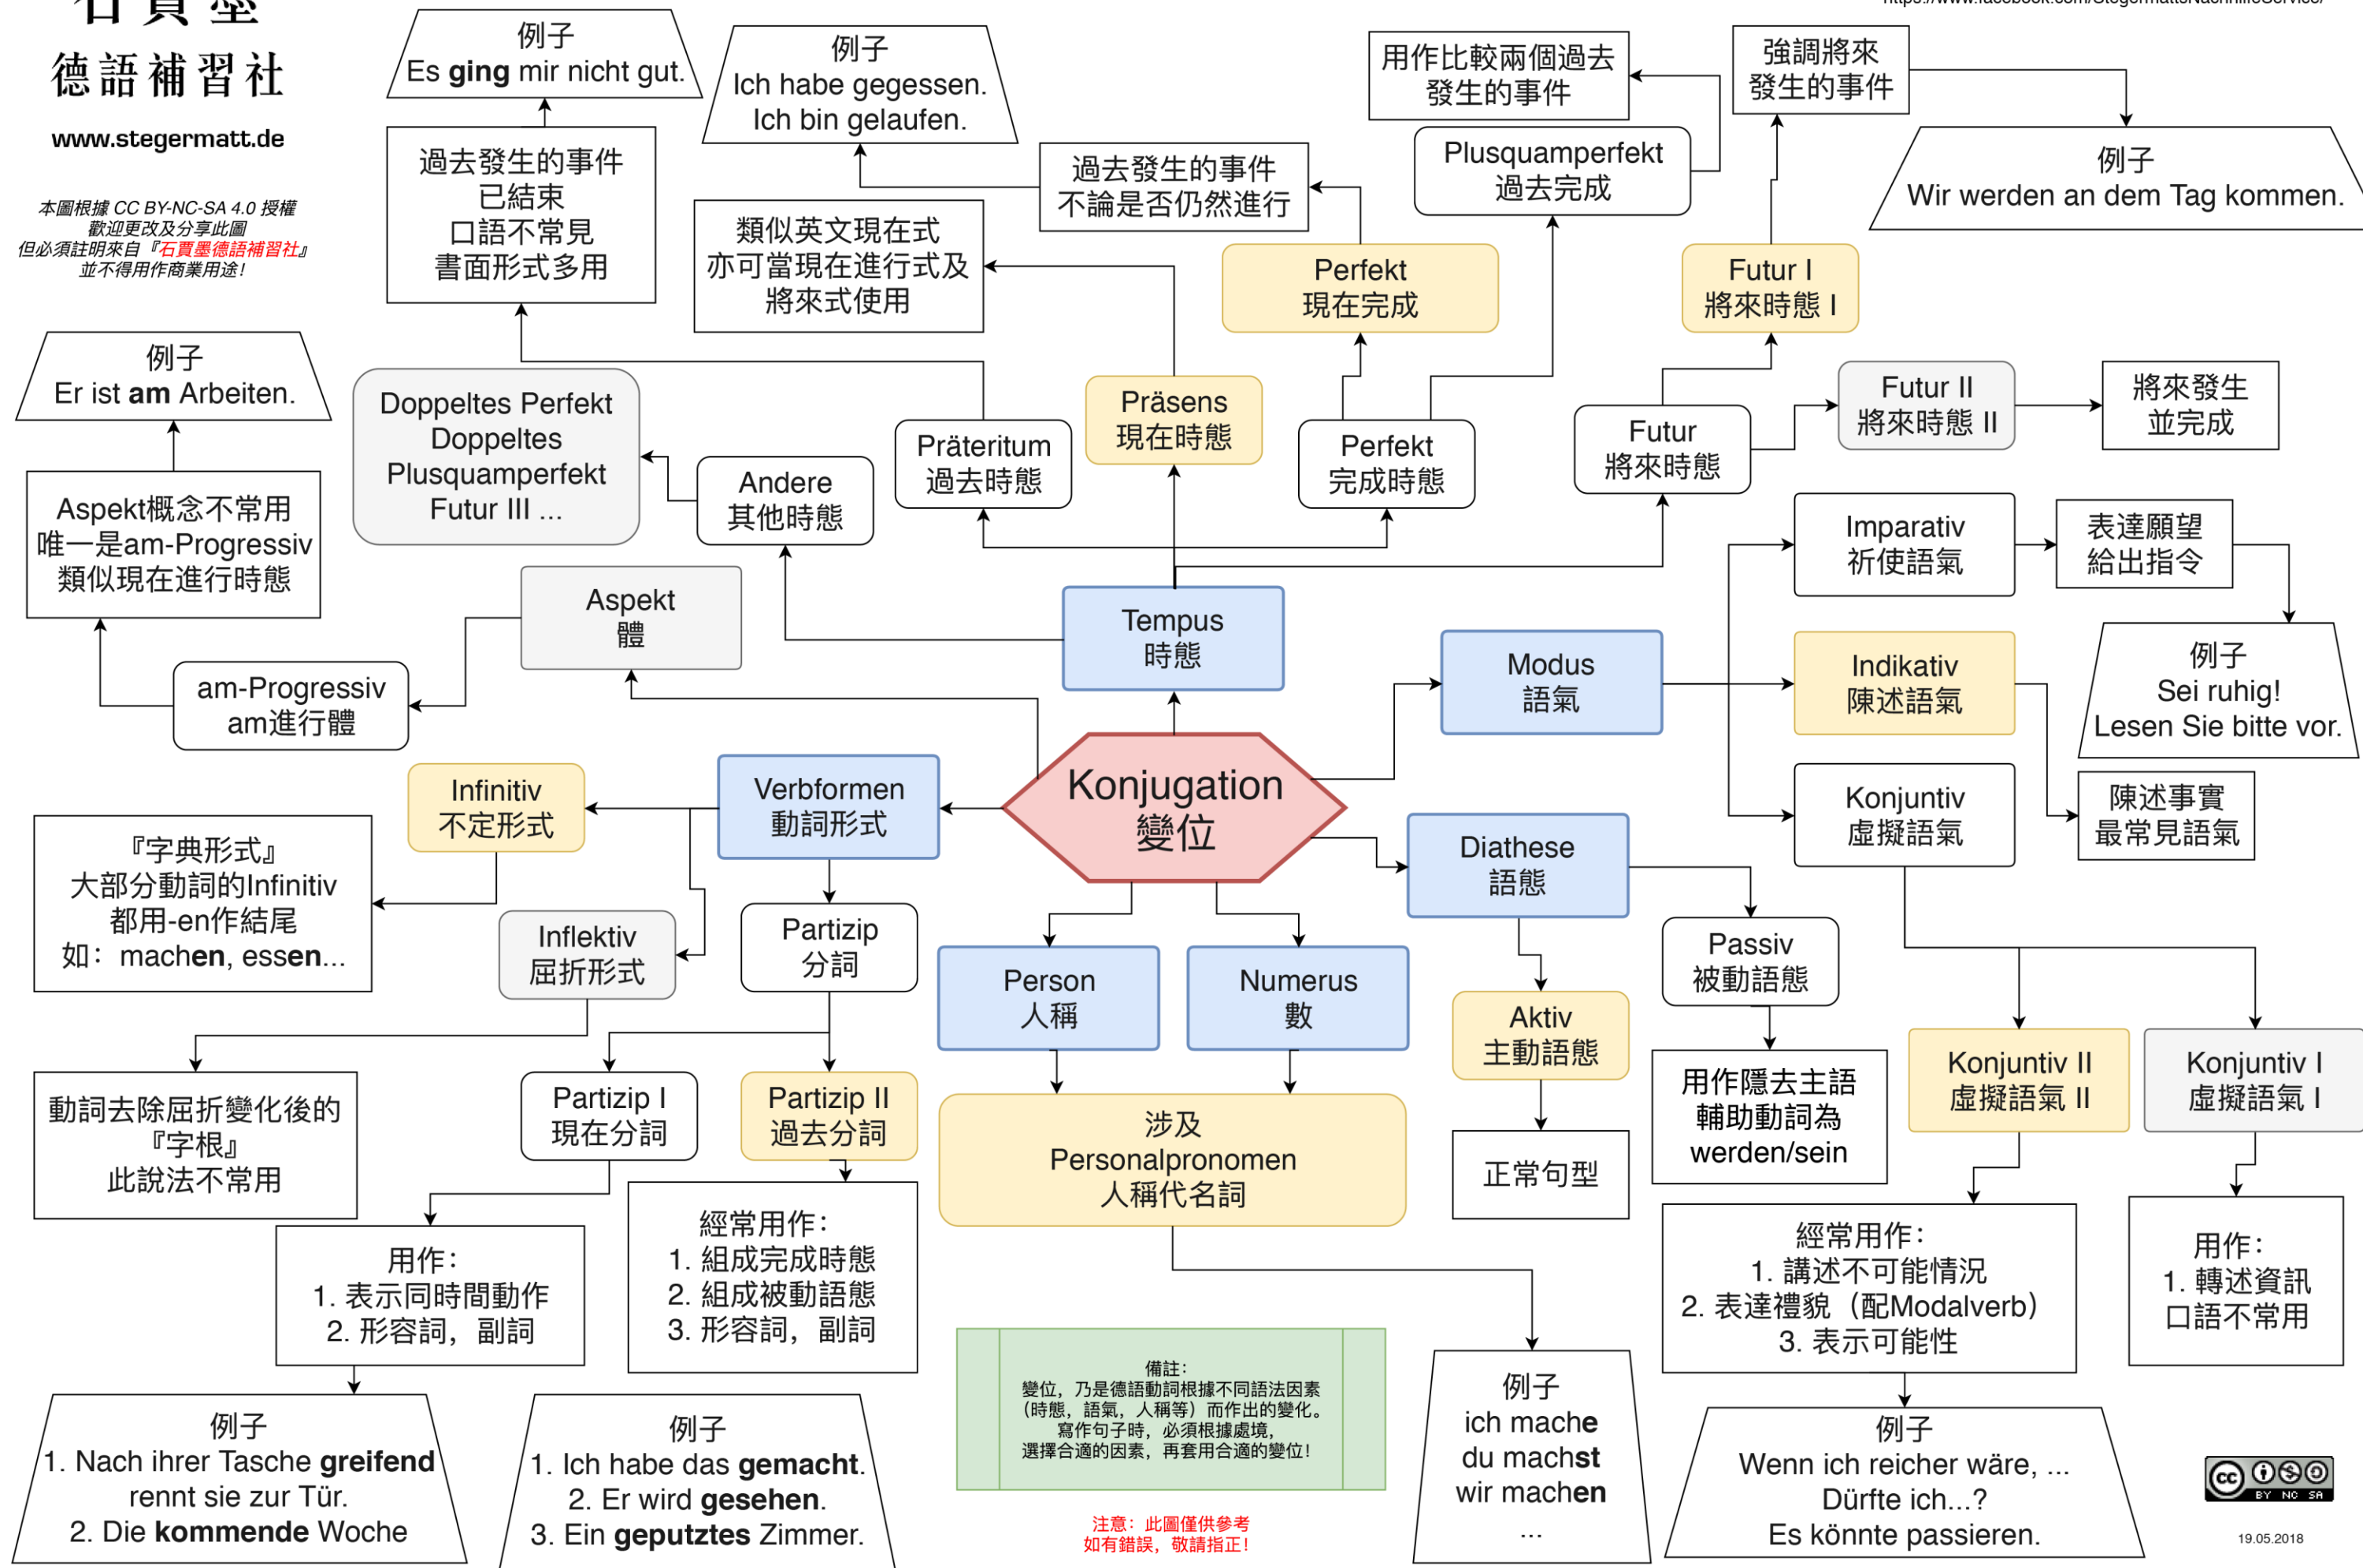 石賈墨
德語補習社
www.stegermatt.de
本圖根據 CC BY-NC-SA 4.0 授權
歡迎更改及分享此圖
但必須註明來自『石賈墨德語補習社』
並不得用作商業用途！
https://www.facebook.com/StegermattsNachhilfeService/
例子
Es ging mir nicht gut.
過去發生的事件
已結束
口語不常見
書面形式多用
例子
Ich habe gegessen.
Ich bin gelaufen.
過去發生的事件
不論是否仍然進行
類似英文現在式
亦可當現在進行式及
將來式使用
用作比較兩個過去
發生的事件
Plusquamperfekt
過去完成
強調將來
發生的事件
例子
Wir werden an dem Tag kommen.
Perfekt
現在完成
Futur I
將來時態 I
例子
Er ist am Arbeiten.
Aspekt概念不常用
唯一是am-Progressiv
類似現在進行時態
am-Progressiv
am進行體
Aspekt
體
Doppeltes Perfekt
Doppeltes
Plusquamperfekt
Futur III ...
Andere
其他時態
Präteritum
過去時態
Präsens
現在時態
Perfekt
完成時態
Futur
將來時態
Futur II
將來時態 II
將來發生
並完成
Tempus
時態
Modus
語氣
Imparativ
祈使語氣
表達願望
給出指令
例子
Sei ruhig!
Lesen Sie bitte vor.
Indikativ
陳述語氣
陳述事實
最常見語氣
Konjuntiv
虛擬語氣
Konjugation
變位
Verbformen
動詞形式
Infinitiv
不定形式
『字典形式』
大部分動詞的Infinitiv
都用-en作結尾
如：machen, essen...
Inflektiv
屈折形式
動詞去除屈折變化後的
『字根』
此說法不常用
Partizip
分詞
Partizip I
現在分詞
Partizip II
過去分詞
用作：
1. 表示同時間動作
2. 形容詞，副詞
經常用作：
1. 組成完成時態
2. 組成被動語態
3. 形容詞，副詞
例子
1. Nach ihrer Tasche greifend
rennt sie zur Tür.
2. Die kommende Woche
例子
1. Ich habe das gemacht.
2. Er wird gesehen.
3. Ein geputztes Zimmer.
Person
人稱
Numerus
數
涉及
Personalpronomen
人稱代名詞
例子
ich mache
du machst
wir machen
...
Diathese
語態
Aktiv
主動語態
正常句型
Passiv
被動語態
用作隱去主語
輔助動詞為
werden/sein
Konjuntiv II
虛擬語氣 II
Konjuntiv I
虛擬語氣 I
經常用作：
1. 講述不可能情況
2. 表達禮貌（配Modalverb）
3. 表示可能性
用作：
1. 轉述資訊
口語不常用
例子
Wenn ich reicher wäre, ...
Dürfte ich...?
Es könnte passieren.
備註：
變位，乃是德語動詞根據不同語法因素
（時態，語氣，人稱等）而作出的變化。
寫作句子時，必須根據處境，
選擇合適的因素，再套用合適的變位！
注意：此圖僅供參考
如有錯誤，敬請指正！
cc
BY NC SA
19.05.2018